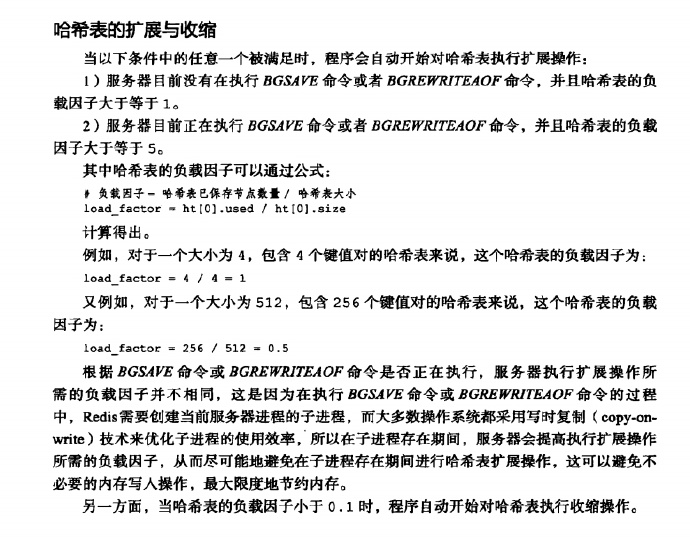 哈希表的扩展与收缩
当以下条件中的任意一个被满足时，程序会自动开始对哈希表执行扩展操作：
1）服务器目前没有在执行 BGSAVE 命令或者 BGREWRITEAOF 命令，并且哈希表的负
载因子大于等于 1。
2）服务器目前正在执行 BGSAVE 命令或者 BGREWRITEAOF 命令，并且哈希表的负载
因子大于等于 5。
其中哈希表的负载因子可以通过公式：
# 负载因子 = 哈希表已保存节点数量 / 哈希表大小
load_factor = ht[0].used / ht[0].size
计算得出。
例如，对于一个大小为 4，包含 4 个键值对的哈希表来说，这个哈希表的负载因子为：
load_factor = 4 / 4 = 1
又例如，对于一个大小为 512，包含 256 个键值对的哈希表来说，这个哈希表的负载
因子为：
load_factor = 256 / 512 = 0.5
根据 BGSAVE 命令或 BGREWRITEAOF 命令是否正在执行，服务器执行扩展操作所
需的负载因子并不相同，这是因为在执行 BGSAVE 命令或 BGREWRITEAOF 命令的过程
中，Redis 需要创建当前服务器进程的子进程，而大多数操作系统都采用写时复制（copy-on-
write）技术来优化子进程的使用效率，所以在子进程存在期间，服务器会提高执行扩展操作
所需的负载因子，从而尽可能地避免在子进程存在期间进行哈希表扩展操作，这可以避免不
必要的内存写入操作，最大限度地节约内存。
另一方面，当哈希表的负载因子小于 0.1 时，程序自动开始对哈希表执行收缩操作。